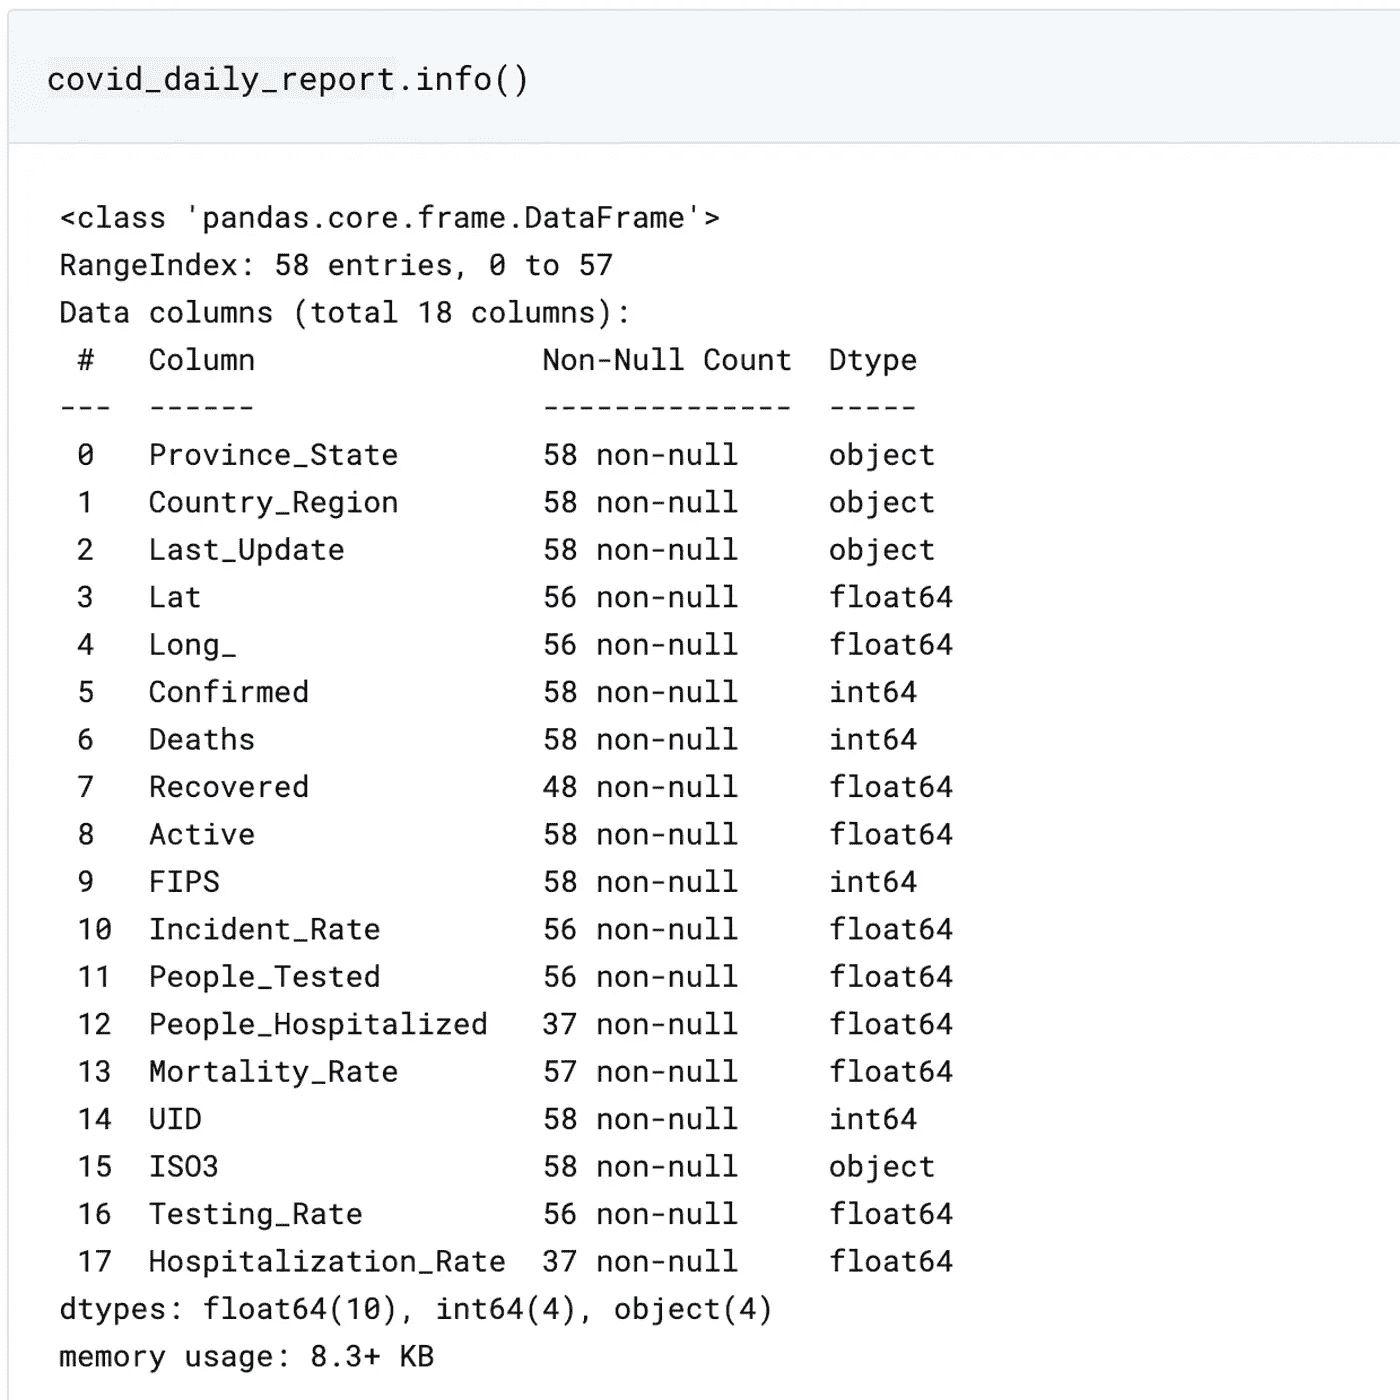 covid_daily_report.info()
<class 'pandas.core.frame.DataFrame'>
RangeIndex: 58 entries, 0 to 57
Data columns (total 18 columns):
 #   Column                Non-Null Count  Dtype
---  ------                --------------  -----
 0   Province_State        58 non-null     object
 1   Country_Region        58 non-null     object
 2   Last_Update           58 non-null     object
 3   Lat                   56 non-null     float64
 4   Long_                 56 non-null     float64
 5   Confirmed             58 non-null     int64
 6   Deaths                58 non-null     int64
 7   Recovered             48 non-null     float64
 8   Active                58 non-null     float64
 9   FIPS                  58 non-null     int64
 10  Incident_Rate         56 non-null     float64
 11  People_Tested         56 non-null     float64
 12  People_Hospitalized   37 non-null     float64
 13  Mortality_Rate        57 non-null     float64
 14  UID                   58 non-null     int64
 15  ISO3                  58 non-null     object
 16  Testing_Rate          56 non-null     float64
 17  Hospitalization_Rate  37 non-null     float64
dtypes: float64(10), int64(4), object(4)
memory usage: 8.3+ KB